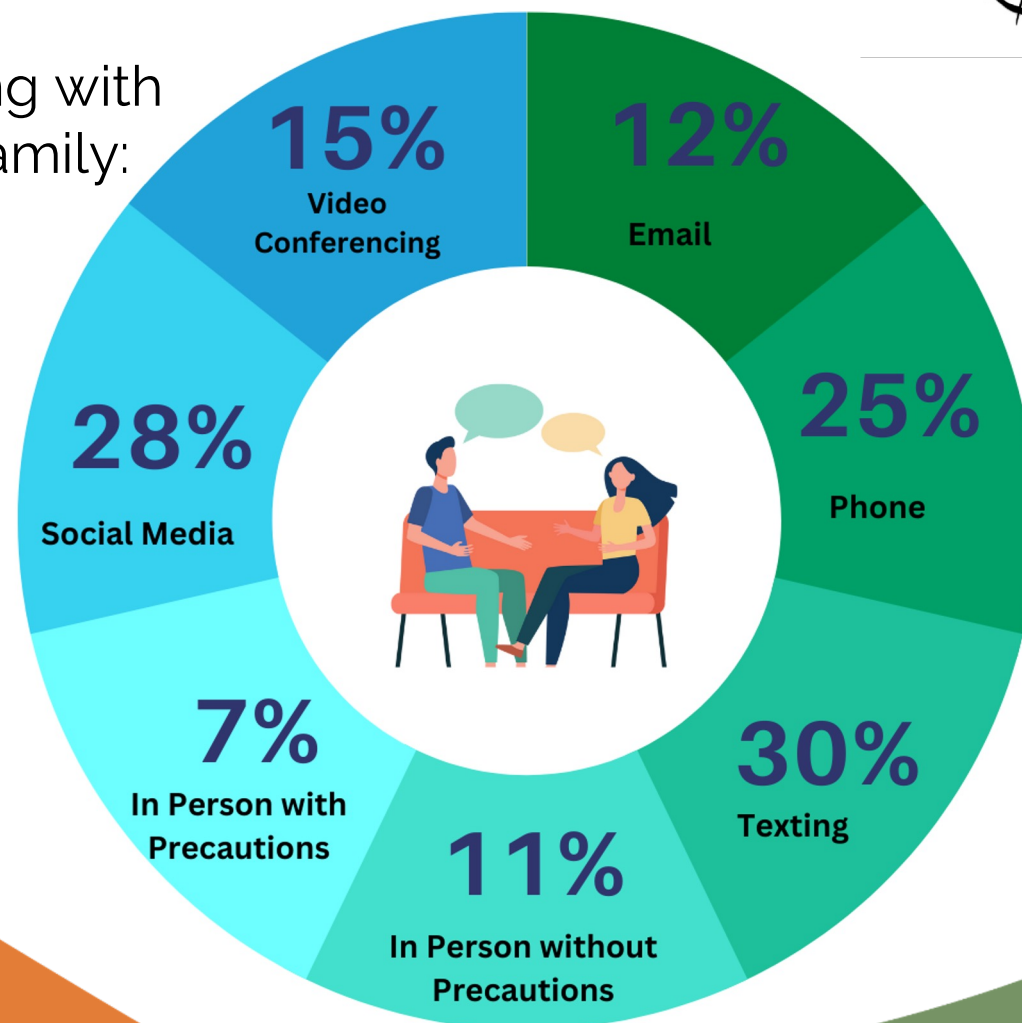 with
15%
Video
Conferencing
12%
Email
25%
Phone
30%
Texting
11%
In Person without
Precautions
7%
In Person with
Precautions
28%
Social Media